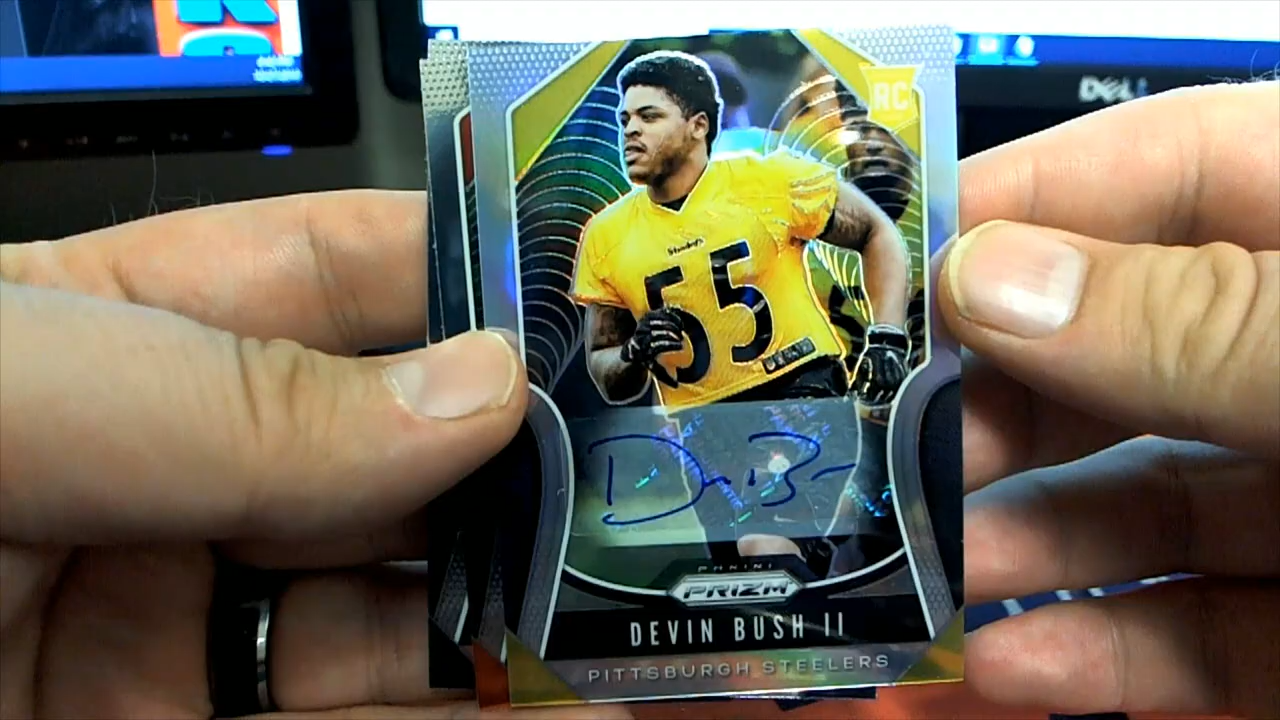 DELL
RC
Steelers
55
D B
PANINI
PRIZM
DEVIN BUSH II
PITTSBURGH STEELERS